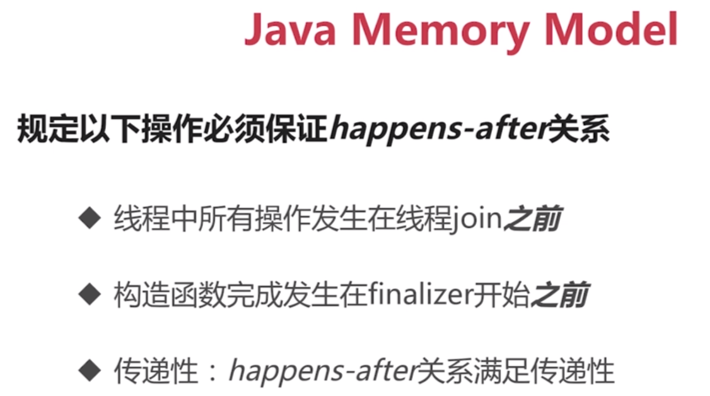 Java Memory Model
规定以下操作必须保证happens-after关系
◆ 线程中所有操作发生在线程join之前
◆ 构造函数完成发生在finalizer开始之前
◆ 传递性：happens-after关系满足传递性